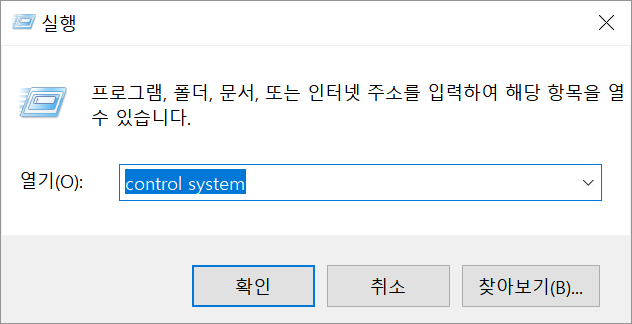 실행
프로그램, 폴더, 문서, 또는 인터넷 주소를 입력하여 해당 항목을 열
수 있습니다.
열기(O): control system
확인 취소 찾아보기(B)...